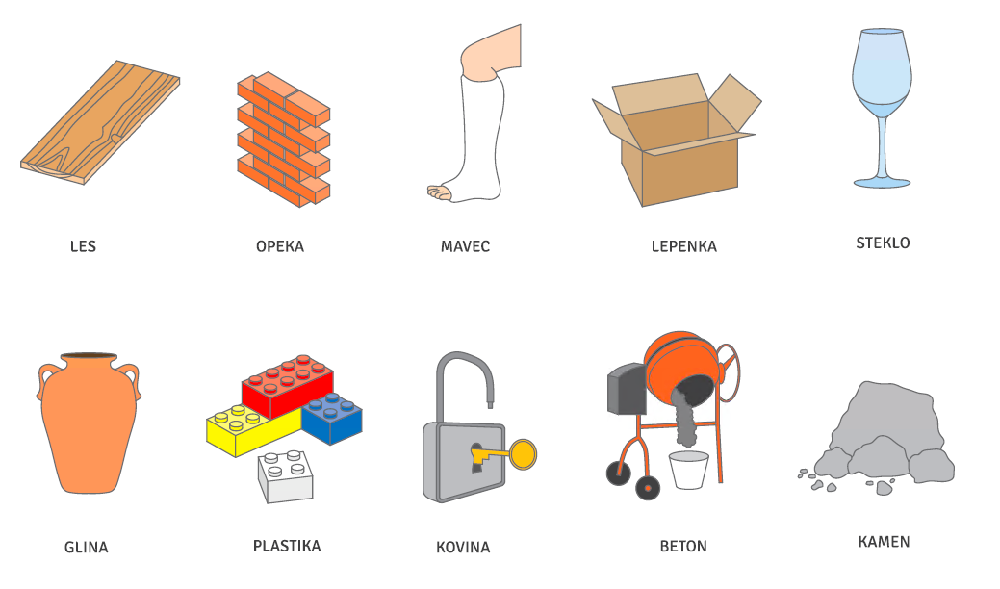 LES
OPEKA
MAVEC
LEPENKA
STEKLO
GLINA
PLASTIKA
KOVINA
BETON
KAMEN